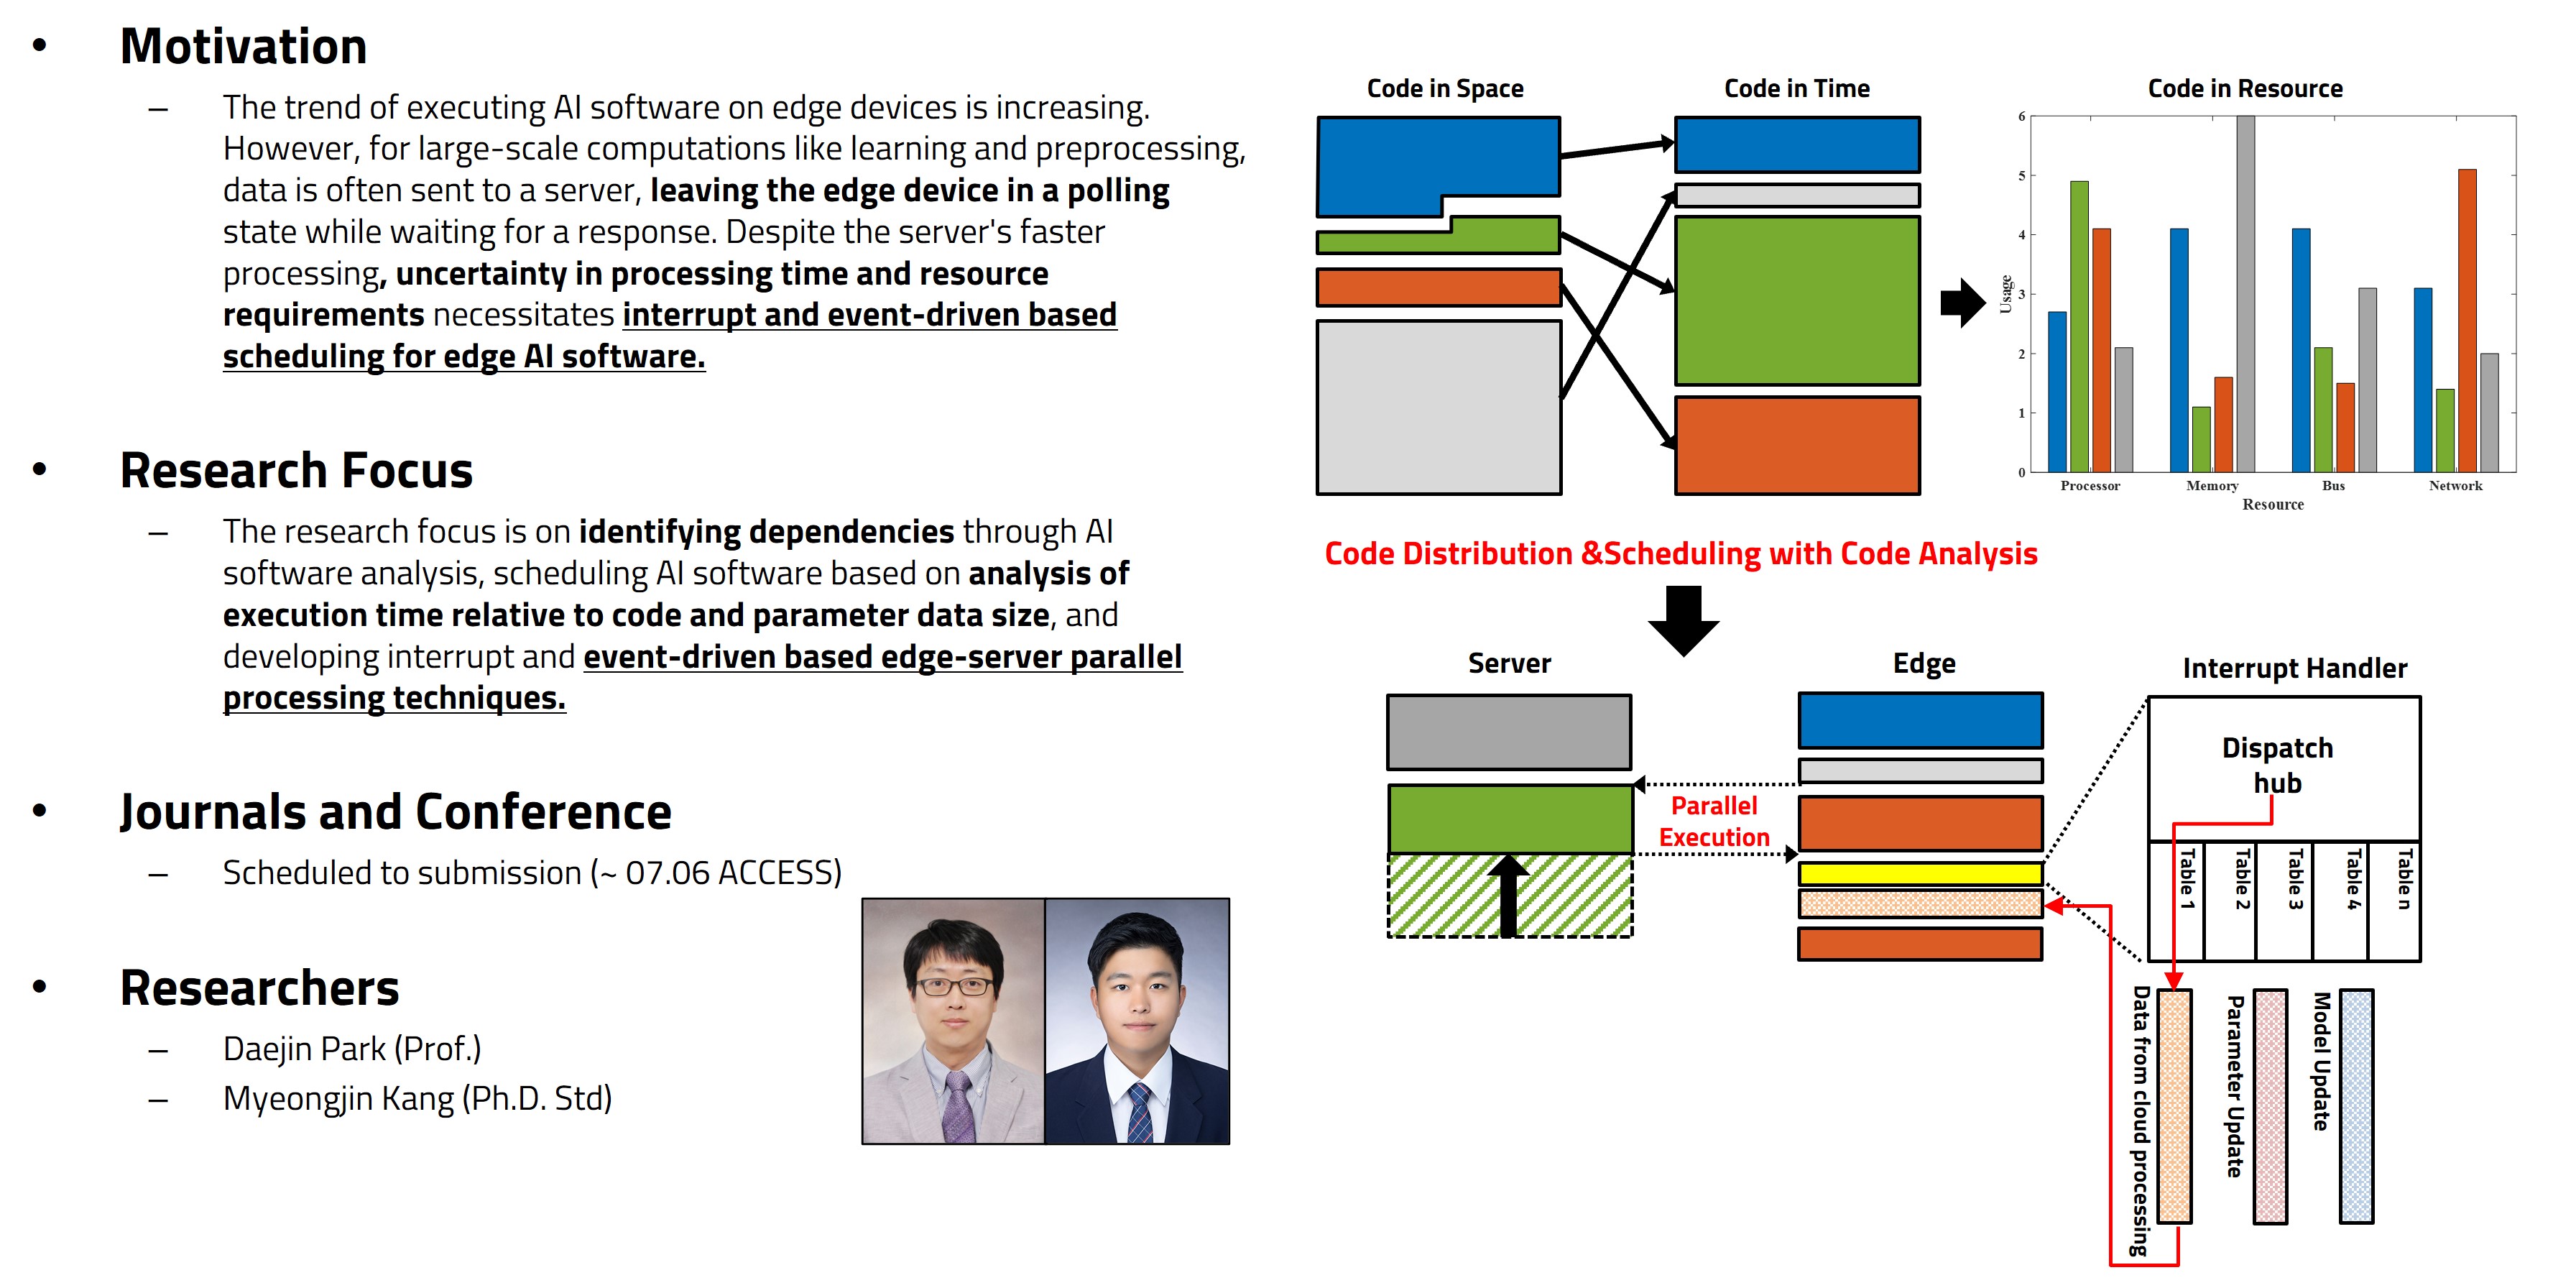 • Motivation
– The trend of executing AI software on edge devices is increasing.
However, for large-scale computations like learning and preprocessing,
data is often sent to a server, leaving the edge device in a polling
state while waiting for a response. Despite the server's faster
processing, uncertainty in processing time and resource
requirements necessitates interrupt and event-driven based
scheduling for edge AI software.
• Research Focus
– The research focus is on identifying dependencies through AI
software analysis, scheduling AI software based on analysis of
execution time relative to code and parameter data size, and
developing interrupt and event-driven based edge-server parallel
processing techniques.
• Journals and Conference
– Scheduled to submission (~ 07.06 ACCESS)
• Researchers
– Daejin Park (Prof.)
– Myeongjin Kang (Ph.D. Std)
Code in Space
Code in Time
Code in Resource
6
5
4
3
2
1
0
Usage
Processor
Memory
Bus
Network
Resource
Code Distribution &Scheduling with Code Analysis
Server
Edge
Interrupt Handler
Parallel
Execution
Dispatch
hub
Table 1
Table 2
Table 3
Table 4
Table n
Data from cloud processing
Parameter Update
Model Update